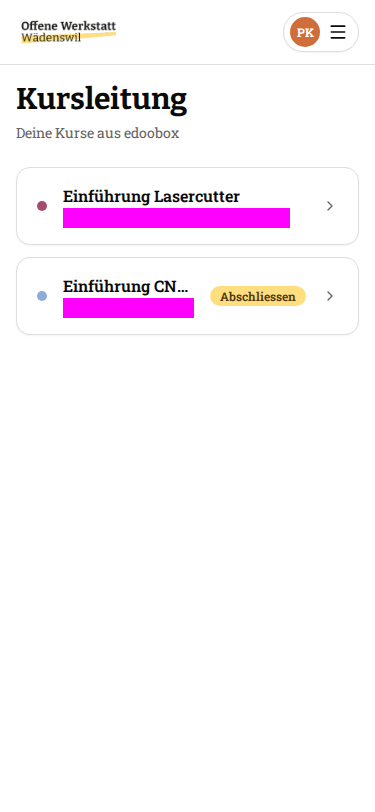 Offene Werkstatt
Wädenswil
PK
Kursleitung
Deine Kurse aus edoobox
Einführung Lasercutter
Einführung CN...
Abschliessen